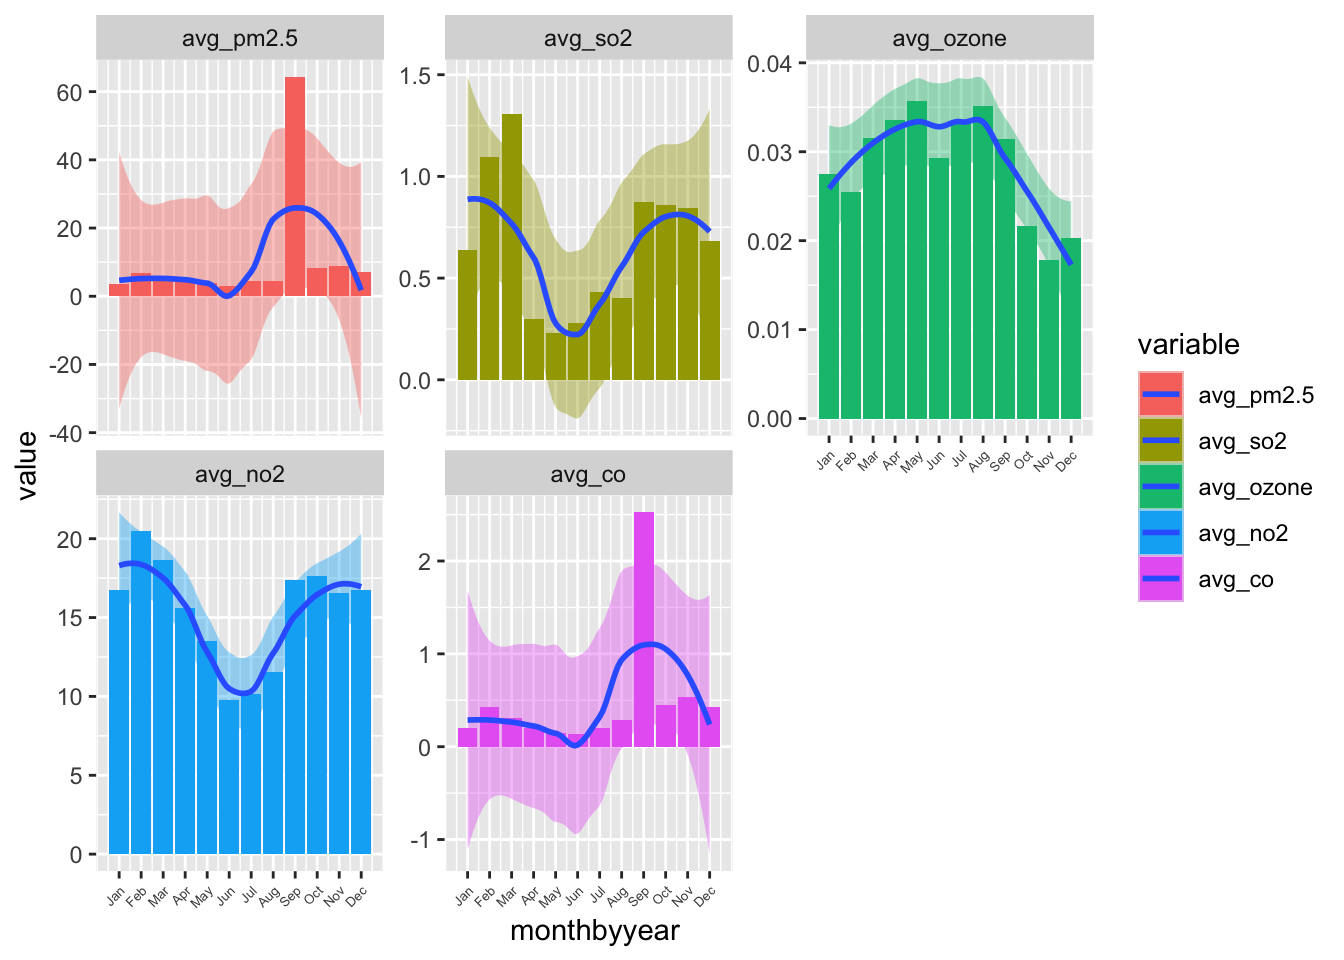 avg_pm2.5
60
40
20
0
-20
-40
avg_so2
1.5
1.0
0.5
0.0
avg_ozone
0.04
0.03
0.02
0.01
0.00
Jan Feb Mar Apr May Jun Jul Aug Sep Oct Nov Dec
value
avg_no2
20
15
10
5
0
Jan Feb Mar Apr May Jun Jul Aug Sep Oct Nov Dec
avg_co
2
1
0
-1
Jan Feb Mar Apr May Jun Jul Aug Sep Oct Nov Dec
monthbyyear
variable
avg_pm2.5
avg_so2
avg_ozone
avg_no2
avg_co